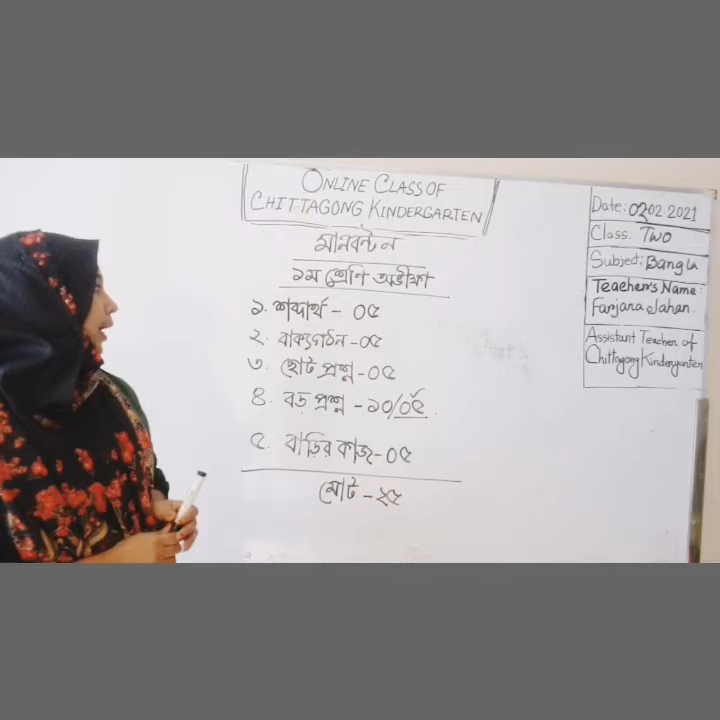 ONLINE CLASS OF
CHITTAGONG KINDERGARTEN
মানবন্টন
১ম শ্রেণি অভীক্ষা
১. শব্দার্থ - ০৫
২. বাক্যগঠন - ০৫
৩. ছোট প্রশ্ন - ০৫
৪. বড় প্রশ্ন - ১০/০৫
৫. বাড়ির কাজ - ০৫
মোট - ২৫
Date: 02.02.2021
Class: Two
Subject: Bangla
Teacher's Name:
Farjana Jahan.
Assistant Teacher of
Chittagong Kindergarten